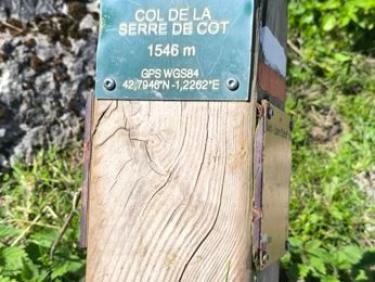 COL DE LA
SERRE DE COT
1546 m
GPS WGS84
42,7946°N -1,2262°E